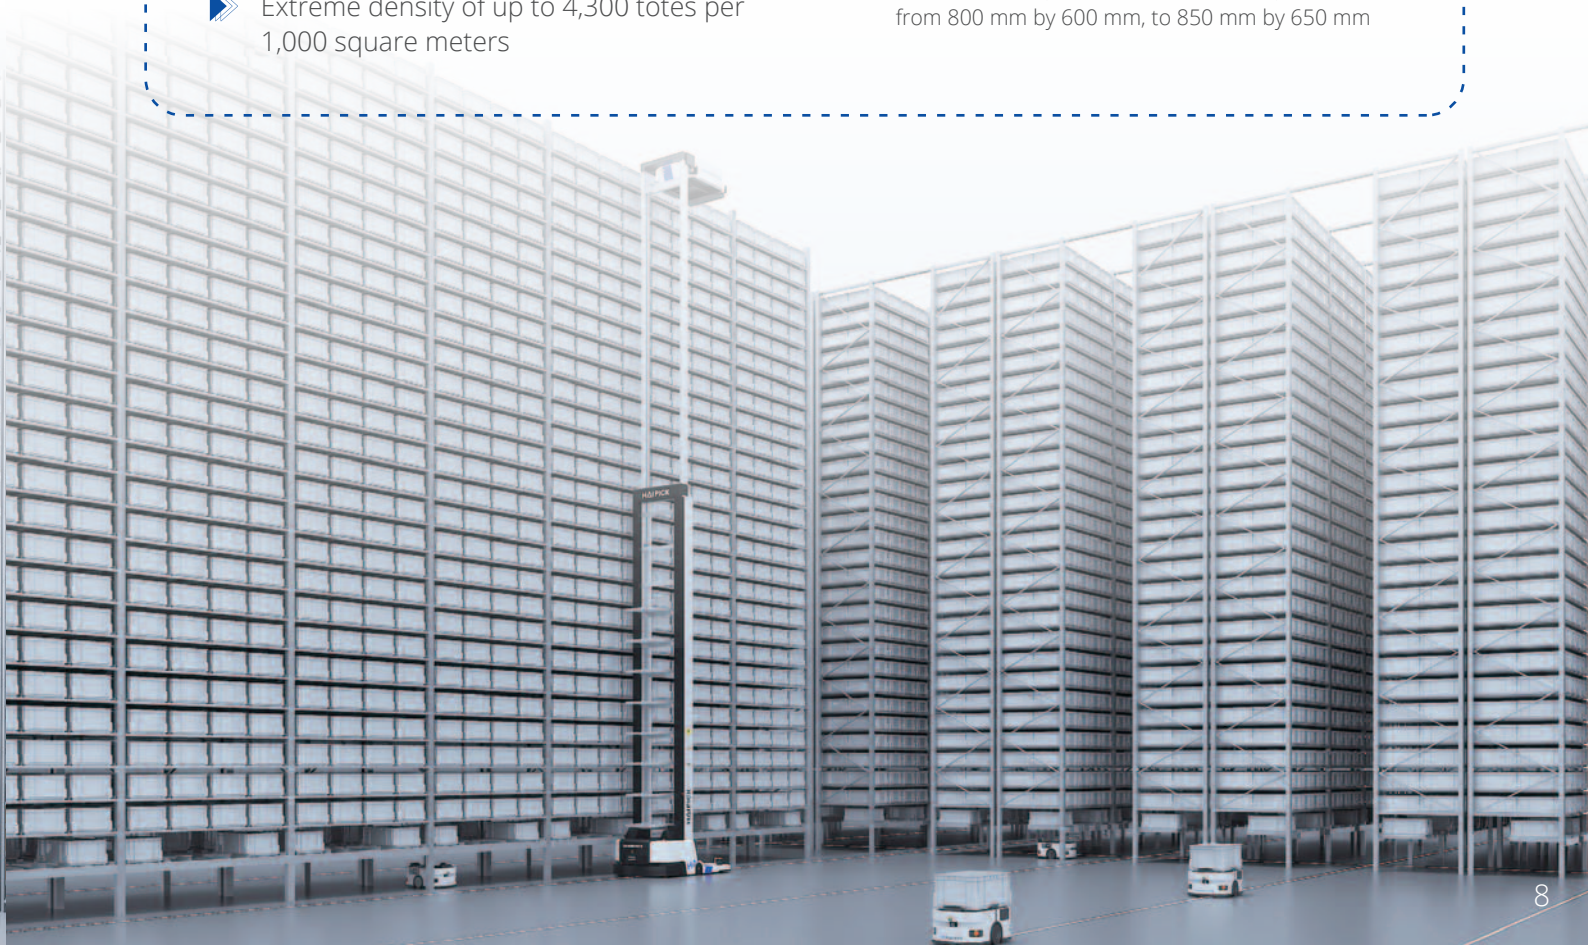 Extreme density of up to 4,300 totes per
1,000 square meters
from 800 mm by 600 mm, to 850 mm by 650 mm
HAIPICK
8